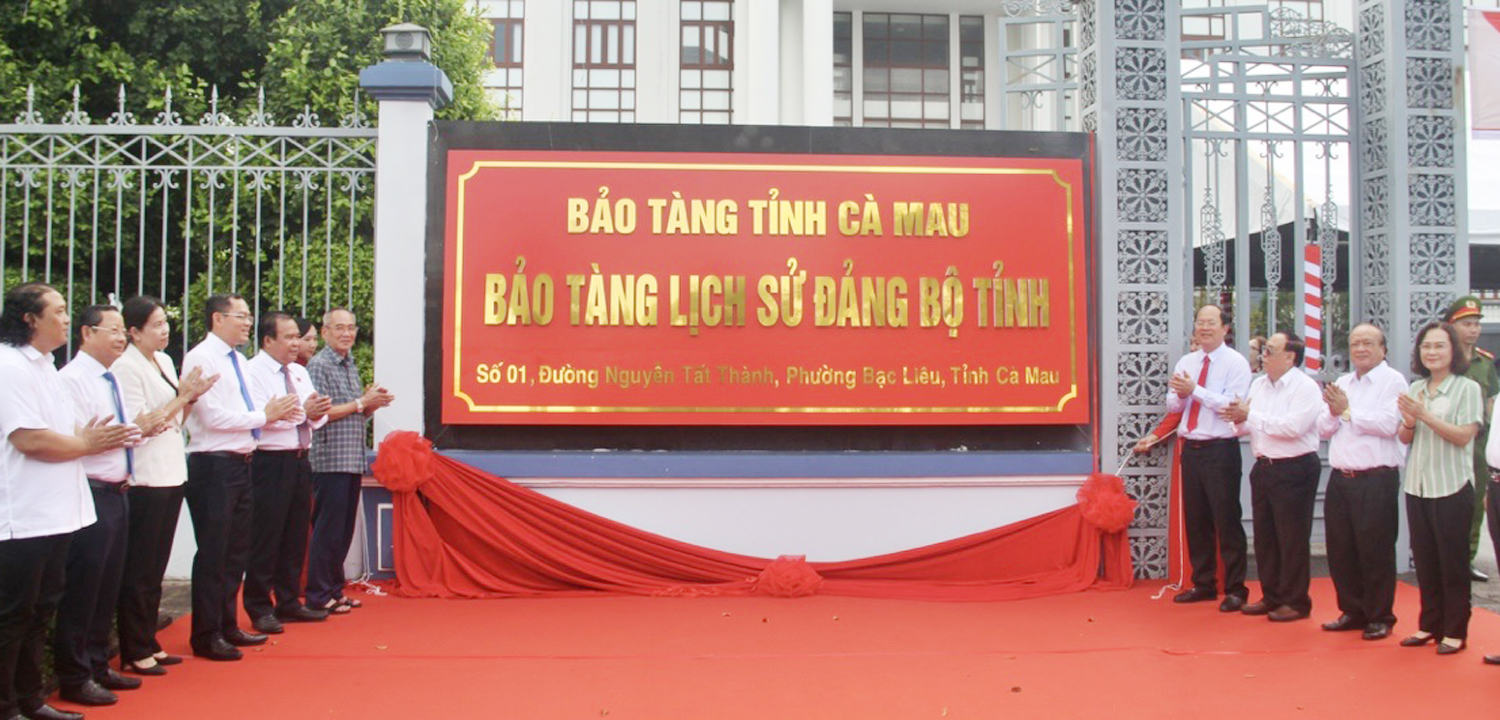 BẢO TÀNG TỈNH CÀ MAU
BẢO TÀNG LỊCH SỬ ĐẢNG BỘ TỈNH
Số 01, Đường Nguyễn Tất Thành, Phường Bạc Liêu, Tỉnh Cà Mau